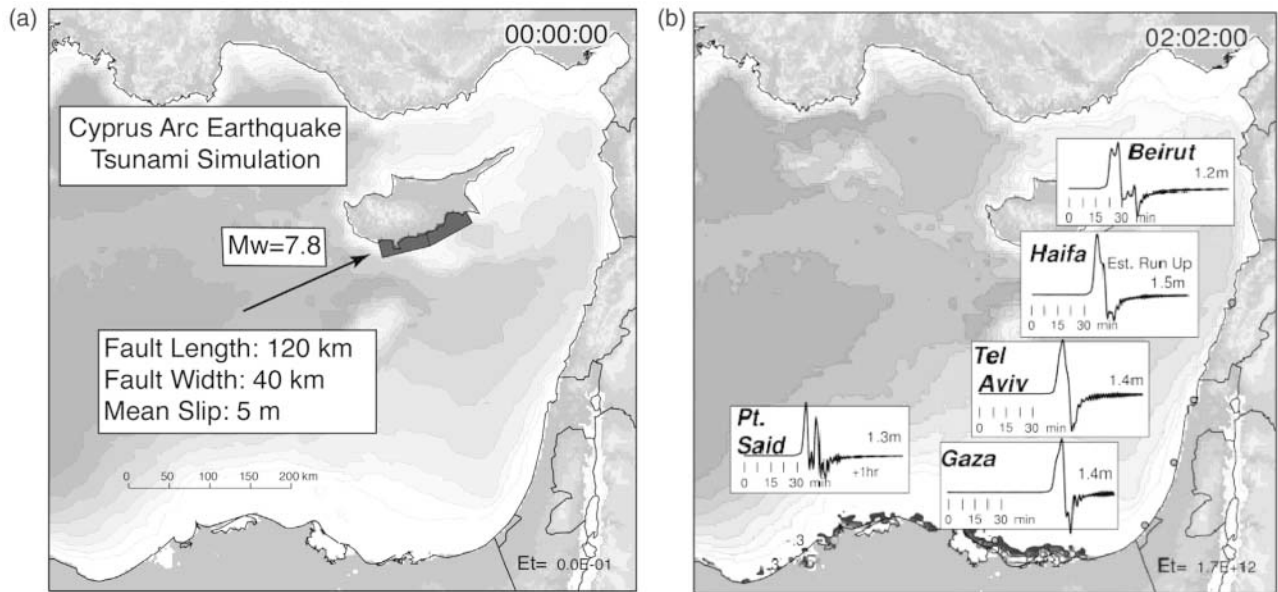 (a)
00:00:00
Cyprus Arc Earthquake
Tsunami Simulation
Mw=7.8
Fault Length: 120 km
Fault Width: 40 km
Mean Slip: 5 m
0 50 100 150 200 km
Et= 0.0E-01
(b)
02:02:00
Beirut
1.2m
0 15 30 min
Haifa
Est. Run Up
1.5m
0 15 30 min
Tel
Aviv
1.4m
0 15 30 min
Pt.
Said
1.3m
0 15 30 min +1hr
Gaza
1.4m
0 15 30 min
-.3
Et= 1.7E+12